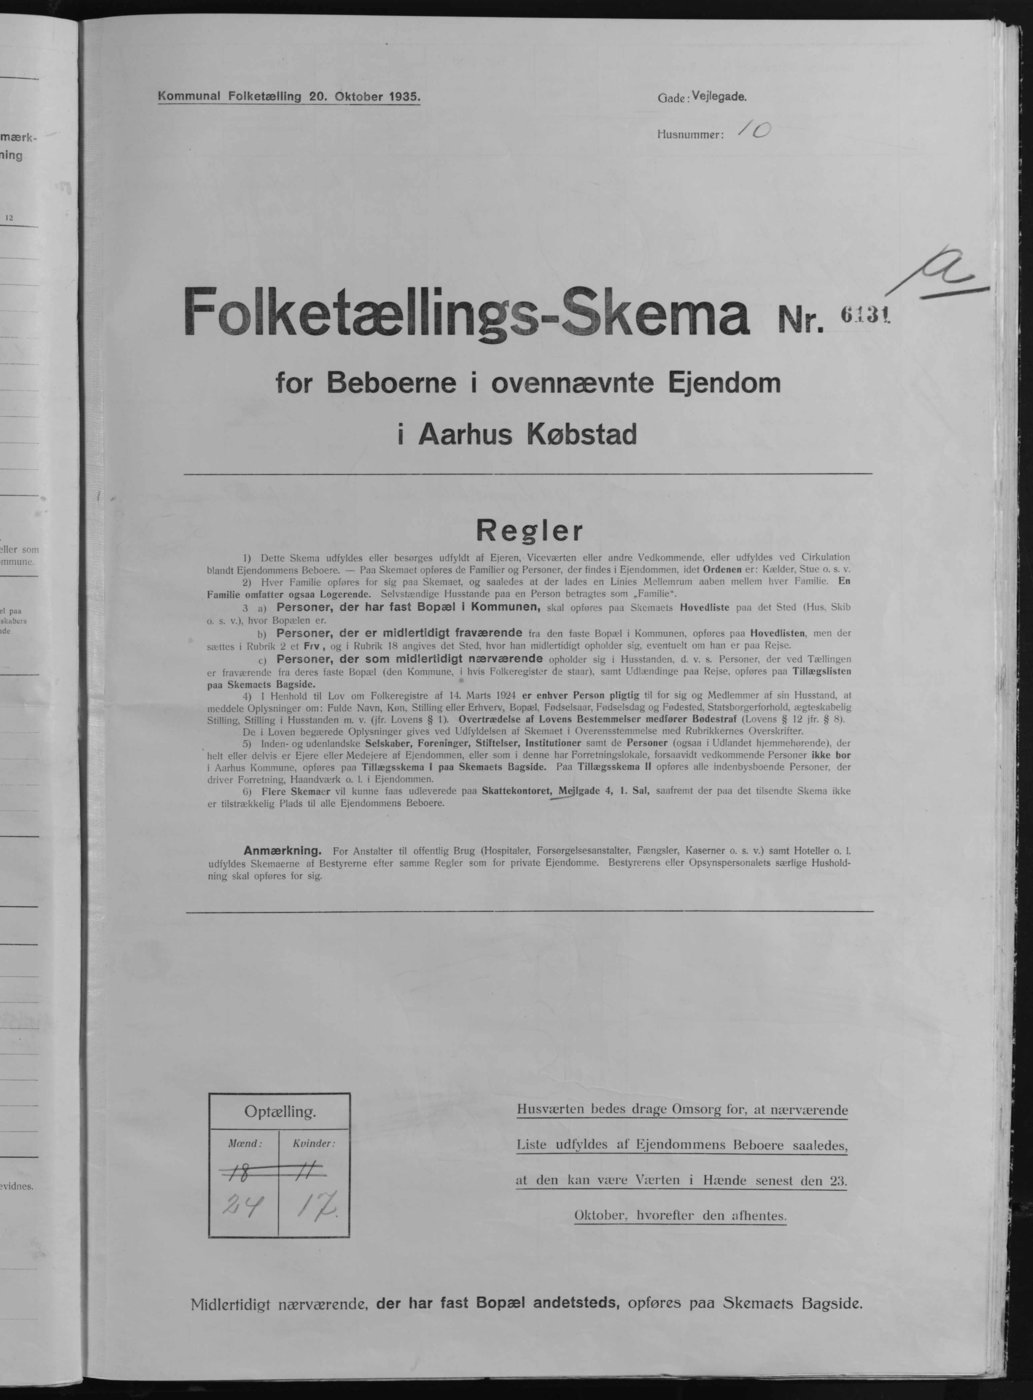 Kommunal Folketælling 20. Oktober 1935.
Gade: Vejlegade.
Husnummer: 10
a
Folketællings-Skema Nr. 6131
for Beboerne i ovennævnte Ejendom
i Aarhus Købstad
Regler
1) Dette Skema udfyldes eller besørges udfyldt af Ejeren, Viceværten eller andre Vedkommende, eller udfyldes ved Cirkulation
blandt Ejendommens Beboere. — Paa Skemaet opføres de Familier og Personer, der findes i Ejendommen, idet Ordenen er: Kælder, Stue o. s. v.
2) Hver Familie opføres for sig paa Skemaet, og saaledes at der lades en Linies Mellemrum aaben mellem hver Familie. En
Familie omfatter ogsaa Logerende. Selvstændige Husstande paa en Person betragtes som „Familie“.
3 a) Personer, der har fast Bopæl i Kommunen, skal opføres paa Skemaets Hovedliste paa det Sted (Hus, Skib
o. s. v.), hvor Bopælen er.
b) Personer, der er midlertidigt fraværende fra den faste Bopæl i Kommunen, opføres paa Hovedlisten, men der
sættes i Rubrik 2 et Frv, og i Rubrik 18 angives det Sted, hvor han midlertidigt opholder sig, eventuelt om han er paa Rejse.
c) Personer, der som midlertidigt nærværende opholder sig i Husstanden, d. v. s. Personer, der ved Tællingen
er fraværende fra deres faste Bopæl (den Kommune, i hvis Folkeregister de staar), samt Udlændinge paa Rejse, opføres paa Tillægslisten
paa Skemaets Bagside.
4) I Henhold til Lov om Folkeregistre af 14. Marts 1924 er enhver Person pligtig til for sig og Medlemmer af sin Husstand, at
meddele Oplysninger om: Fulde Navn, Køn, Stilling eller Erhverv, Bopæl, Fødselsaar, Fødselsdag og Fødested, Statsborgerforhold, ægteskabelig
Stilling, Stilling i Husstanden m. v. (jfr. Lovens § 1). Overtrædelse af Lovens Bestemmelser medfører Bødestraf (Lovens § 12 jfr. § 8).
De i Loven begærede Oplysninger gives ved Udfyldelsen af Skemaet i Overensstemmelse med Rubrikkernes Overskrifter.
5) Inden- og udenlandske Selskaber, Foreninger, Stiftelser, Institutioner samt de Personer (ogsaa i Udlandet hjemmehørende), der
helt eller delvis er Ejere eller Medejere af Ejendommen, eller som i denne har Forretningslokale, forsaavidt vedkommende Personer ikke bor
i Aarhus Kommune, opføres paa Tillægsskema I paa Skemaets Bagside. Paa Tillægsskema II opføres alle indenbysboende Personer, der
driver Forretning, Haandværk o. l. i Ejendommen.
6) Flere Skemaer vil kunne faas udleverede paa Skattekontoret, Mejlgade 4, 1. Sal, saafremt der paa det tilsendte Skema ikke
er tilstrækkelig Plads til alle Ejendommens Beboere.
Anmærkning. For Anstalter til offentlig Brug (Hospitaler, Forsørgelsesanstalter, Fængsler, Kaserner o. s. v.) samt Hoteller o. l.
udfyldes Skemaerne af Bestyrerne efter samme Regler som for private Ejendomme. Bestyrerens eller Opsynspersonalets særlige Hushold-
ning skal opføres for sig.
Optælling.
Mænd: Kvinder:
18 11
24 17.
Husværten bedes drage Omsorg for, at nærværende
Liste udfyldes af Ejendommens Beboere saaledes,
at den kan være Værten i Hænde senest den 23.
Oktober, hvorefter den afhentes.
Midlertidigt nærværende, der har fast Bopæl andetsteds, opføres paa Skemaets Bagside.
mærk-
ning
12
eller som
ommune.
el paa
skabers
nde
evidnes.